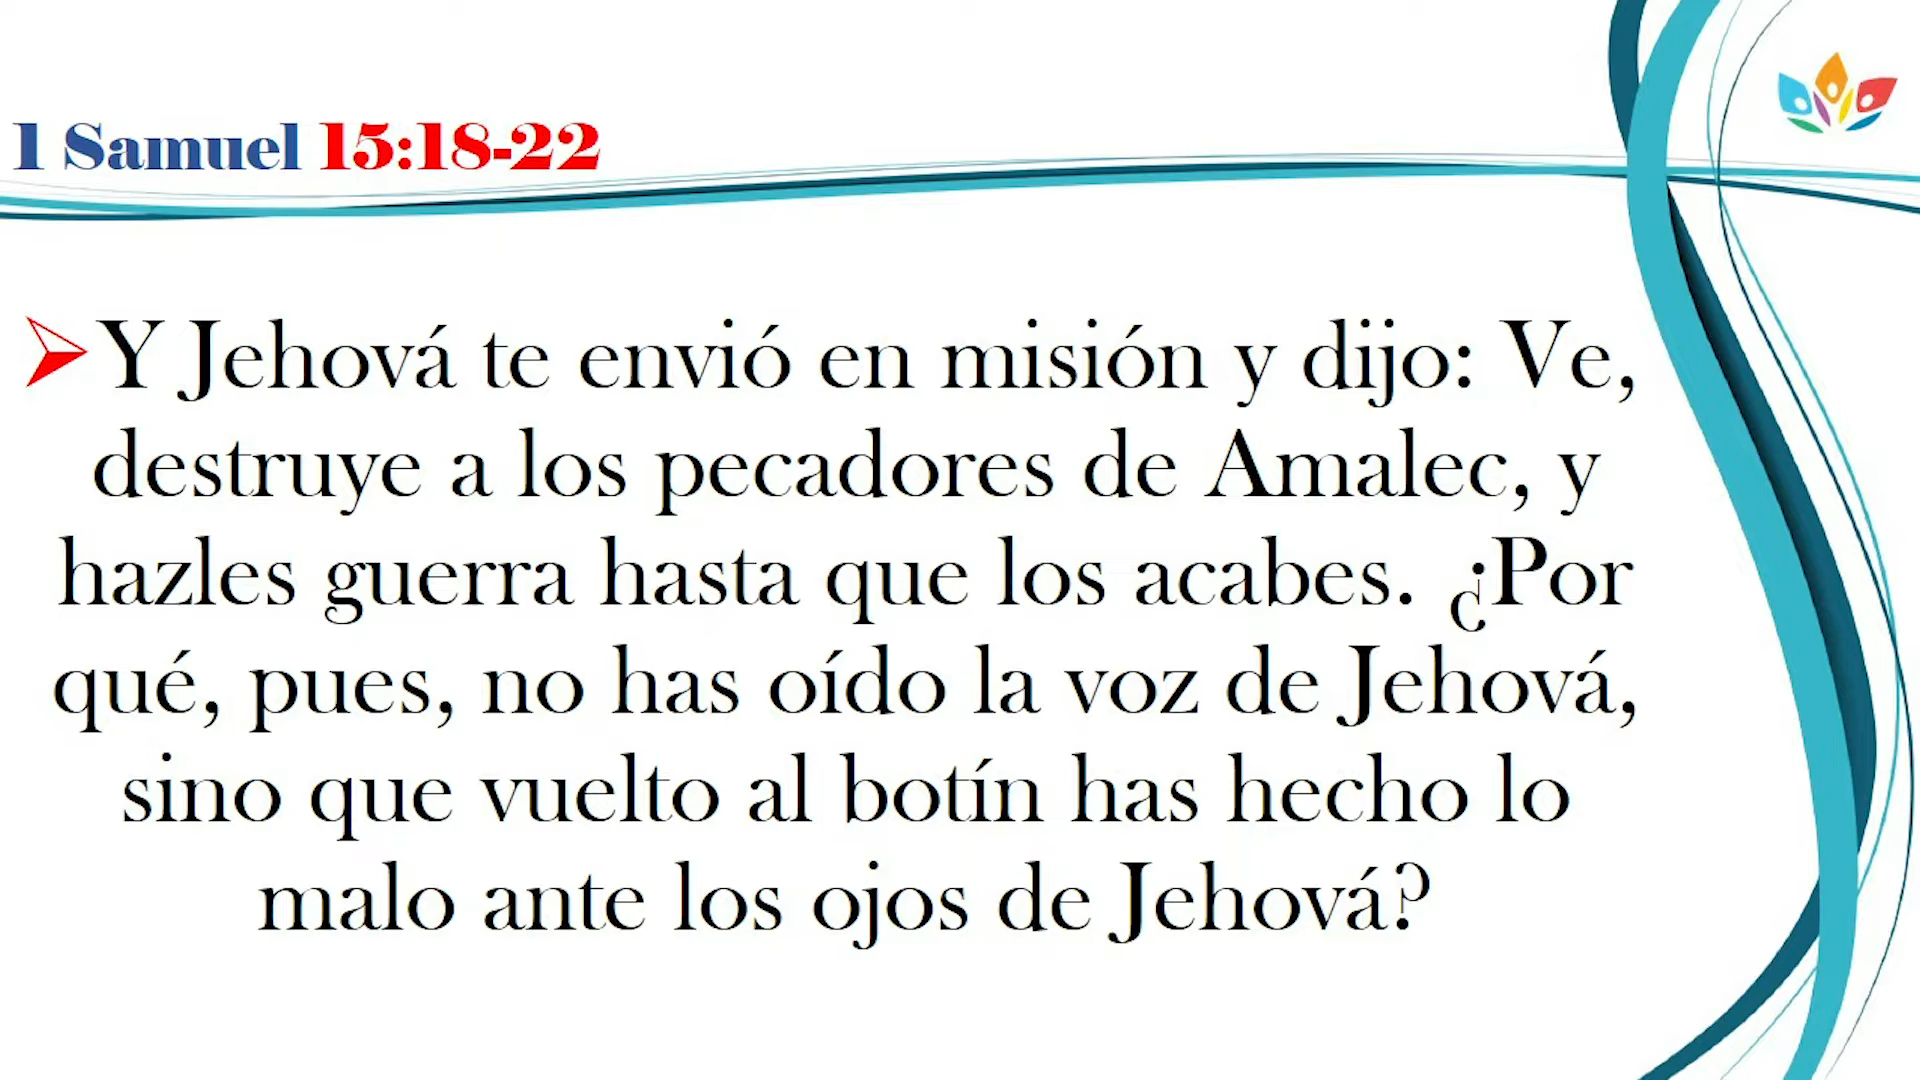 1 Samuel 15:18-22
Y Jehová te envió en misión y dijo: Ve,
destruye a los pecadores de Amalec, y
hazles guerra hasta que los acabes. ¿Por
qué, pues, no has oído la voz de Jehová,
sino que vuelto al botín has hecho lo
malo ante los ojos de Jehová?